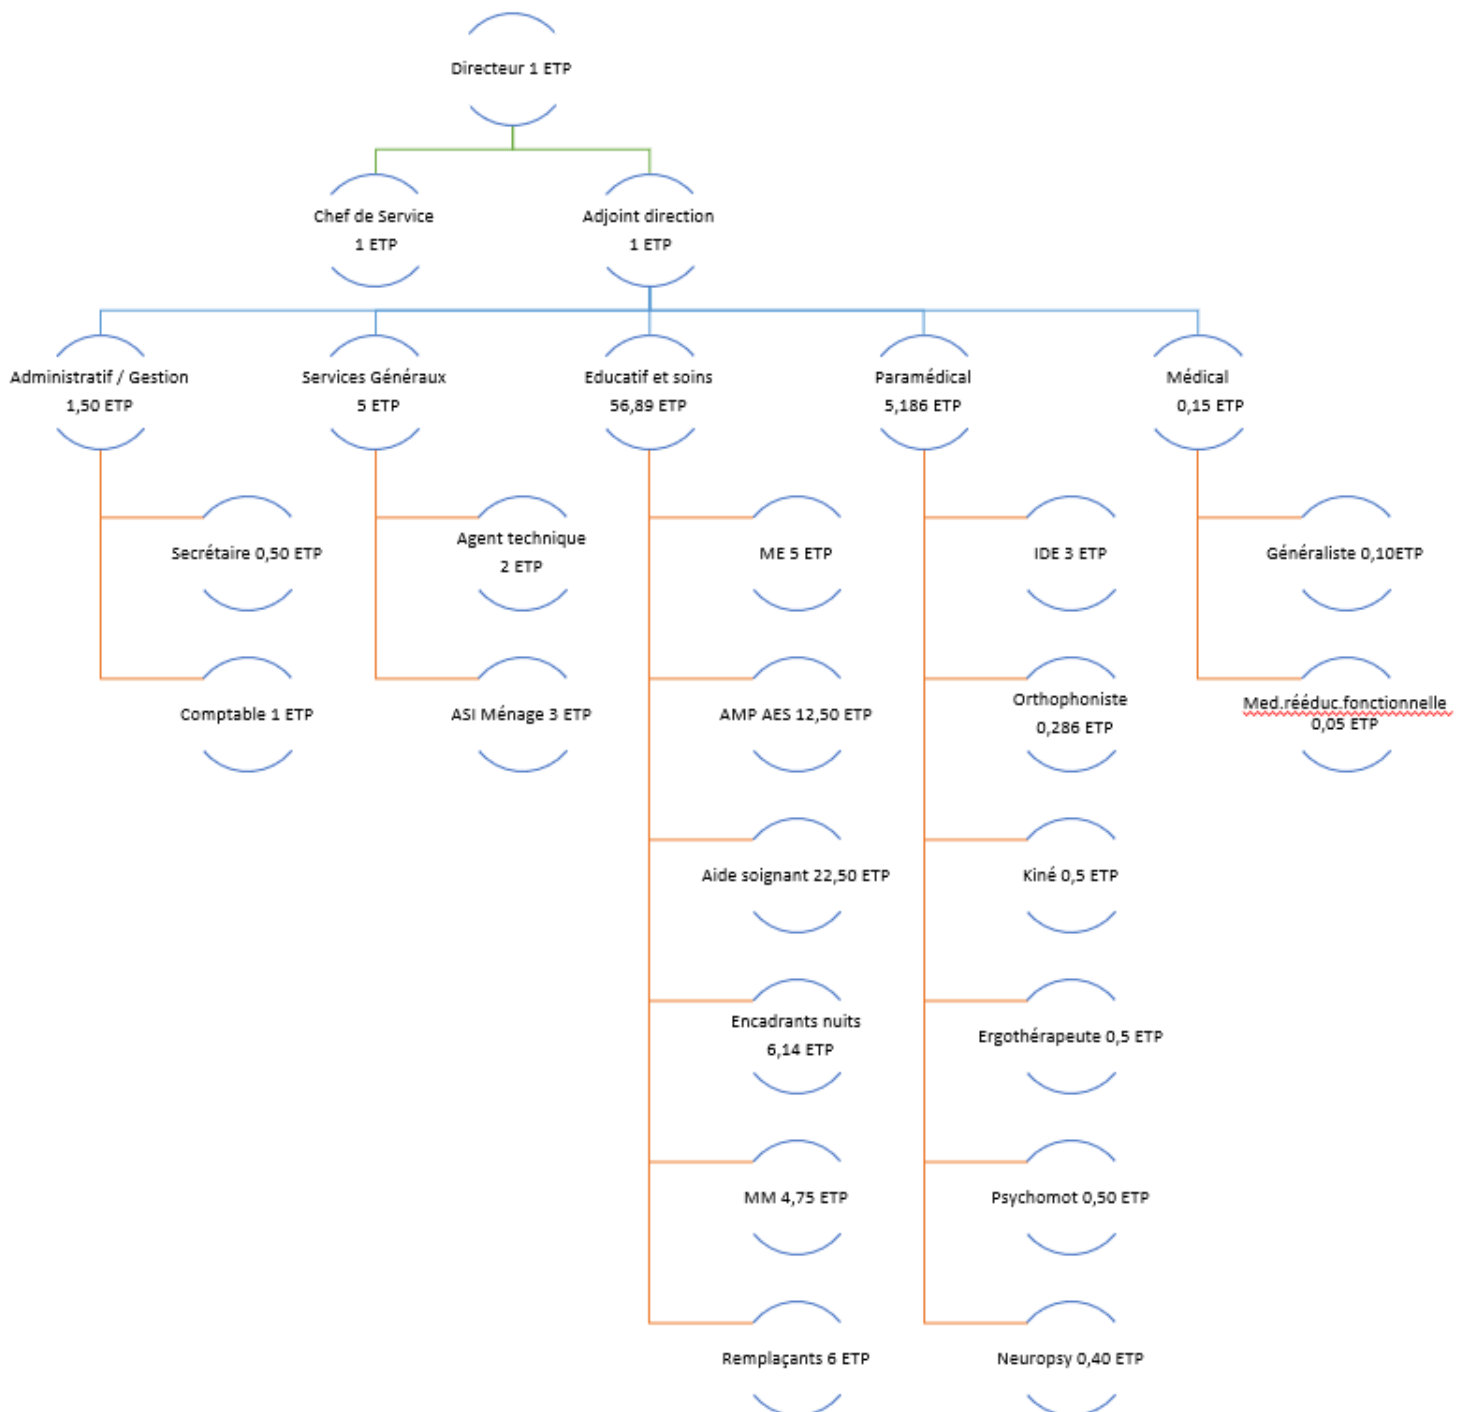 Directeur 1 ETP
Chef de Service
1 ETP
Adjoint direction
1 ETP
Administratif / Gestion
1,50 ETP
Services Généraux
5 ETP
Educatif et soins
56,89 ETP
Paramédical
5,186 ETP
Médical
0,15 ETP
Secrétaire 0,50 ETP
Comptable 1 ETP
Agent technique
2 ETP
ASI Ménage 3 ETP
ME 5 ETP
AMP AES 12,50 ETP
Aide soignant 22,50 ETP
Encadrants nuits
6,14 ETP
MM 4,75 ETP
Remplaçants 6 ETP
IDE 3 ETP
Orthophoniste
0,286 ETP
Kiné 0,5 ETP
Ergothérapeute 0,5 ETP
Psychomot 0,50 ETP
Neuropsy 0,40 ETP
Généraliste 0,10ETP
Med.rééduc.fonctionnelle
0,05 ETP